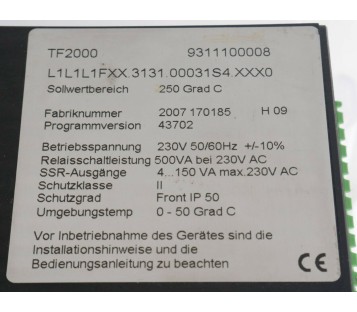 TF2000 9311100008
L1L1L1FXX.3131.00031S4.XXX0
Sollwertbereich 250 Grad C
Fabriknummer 2007 170185 H 09
Programmversion 43702
Betriebsspannung 230V 50/60Hz +/-10%
Relaisschaltleistung 500VA bei 230V AC
SSR-Ausgänge 4...150 VA max.230V AC
Schutzklasse II
Schutzgrad Front IP 50
Umgebungstemp 0 - 50 Grad C
Vor Inbetriebnahme des Gerätes sind die
Installationshinweise und die
Bedienungsanleitung zu beachten CE